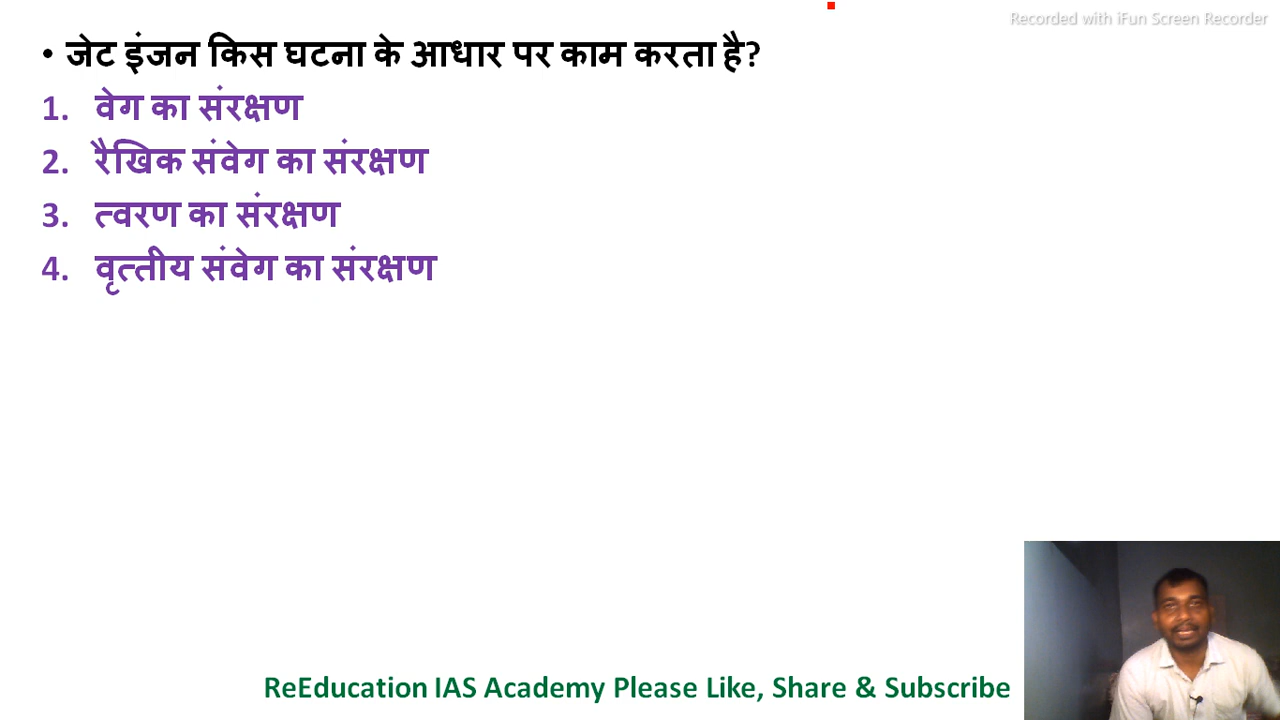 Recorded with iFun Screen Recorder
• जेट इंजन किस घटना के आधार पर काम करता है?
1. वेग का संरक्षण
2. रैखिक संवेग का संरक्षण
3. त्वरण का संरक्षण
4. वृत्तीय संवेग का संरक्षण
ReEducation IAS Academy Please Like, Share & Subscribe